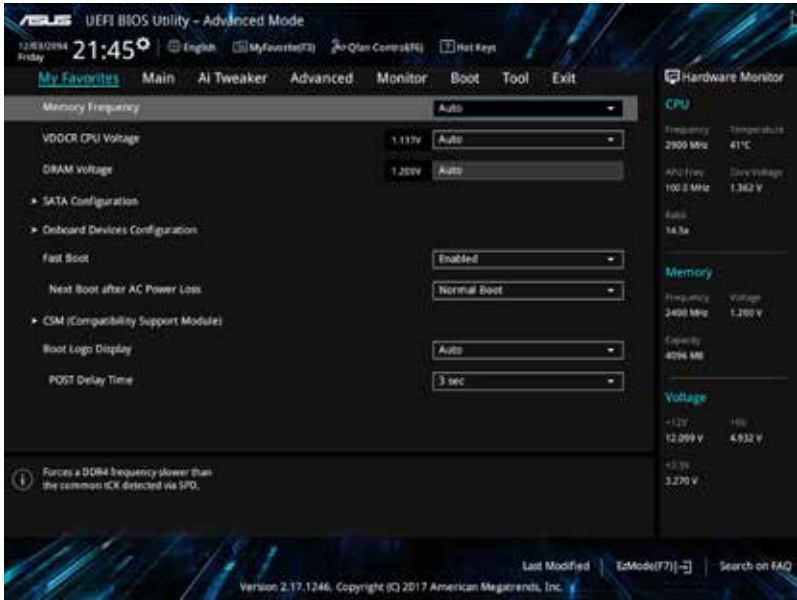 ASUS UEFI BIOS Utility – Advanced Mode
12/03/2094
Friday
21:45
English MyFavorite(F3) Qfan Control(F6) Hot Keys
My Favorites Main Ai Tweaker Advanced Monitor Boot Tool Exit
Memory Frequency Auto
VDDCR CPU Voltage 1.137V Auto
DRAM Voltage 1.200V Auto
SATA Configuration
Onboard Devices Configuration
Fast Boot Enabled
Next Boot after AC Power Loss Normal Boot
CSM (Compatibility Support Module)
Boot Logo Display Auto
POST Delay Time 3 sec
Forces a DDR4 frequency slower than
the common tCK detected via SPD.
Hardware Monitor
CPU
Frequency Temperature
2900 MHz 41°C
APU Freq Core Voltage
100.0 MHz 1.362 V
Ratio
14.5x
Memory
Frequency Voltage
2400 MHz 1.200 V
Capacity
4096 MB
Voltage
+12V +5V
12.099 V 4.932 V
+3.3V
3.270 V
Last Modified EzMode(F7) Search on FAQ
Version 2.17.1246. Copyright (C) 2017 American Megatrends, Inc.